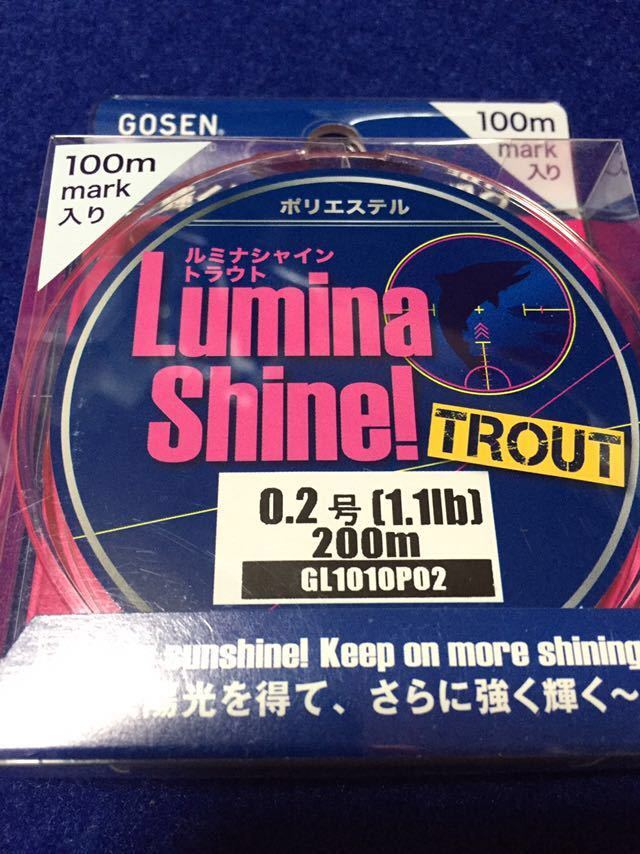 GOSEN®
100m
mark
入り
100m
mark
入り
ポリエステル
ルミナシャイン
トラウト
Lumina
Shine!
TROUT
0.2号(1.1lb)
200m
GL1010P02
sunshine! Keep on more shining
陽光を得て、さらに強く輝く〜